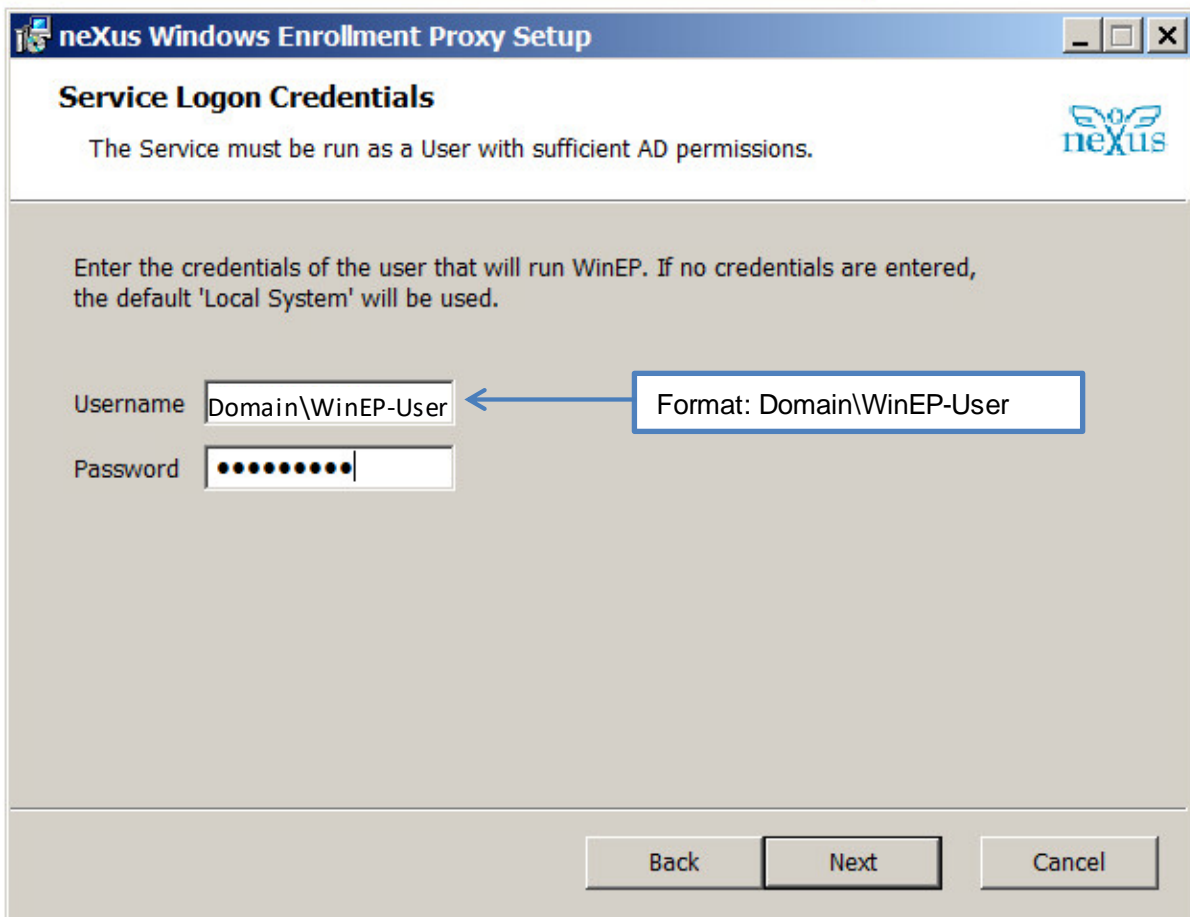 neXus Windows Enrollment Proxy Setup
Service Logon Credentials
The Service must be run as a User with sufficient AD permissions.
neXus
Enter the credentials of the user that will run WinEP. If no credentials are entered,
the default 'Local System' will be used.
Username Domain\WinEP-User Format: Domain\WinEP-User
Password •••••••••
Back Next Cancel